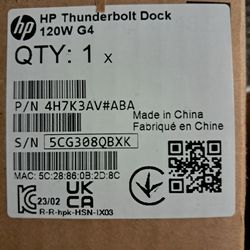 hp HP Thunderbolt Dock
120W G4
QTY: 1 x
P/N 4H7K3AV#ABA
Made in China
Fabriqué en Chine
S/N 5CG308QBXK
MAC: 5C:28:86:0B:2D:8C
UK
CA
23/02
R-R-hpk-HSN-IX03